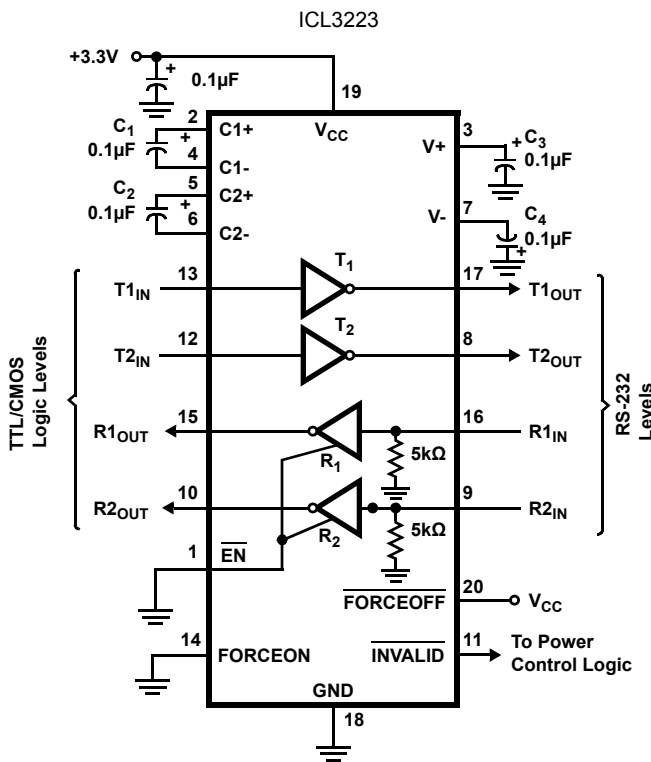 ICL3223
+3.3V
+
0.1µF
19
2
C1+
VCC
3
C1
0.1µF
+
4
C1-
V+
+
C3
0.1µF
5
C2+
C2
0.1µF
+
6
C2-
7
V-
C4
0.1µF
+
T1
13
17
T1IN
T1OUT
T2
12
8
T2IN
T2OUT
TTL/CMOS
Logic Levels
RS-232
Levels
15
16
R1OUT
R1IN
R1
5kΩ
10
9
R2OUT
R2IN
R2
5kΩ
1
EN
20
FORCEOFF
VCC
14
FORCEON
11
INVALID
To Power
Control Logic
GND
18